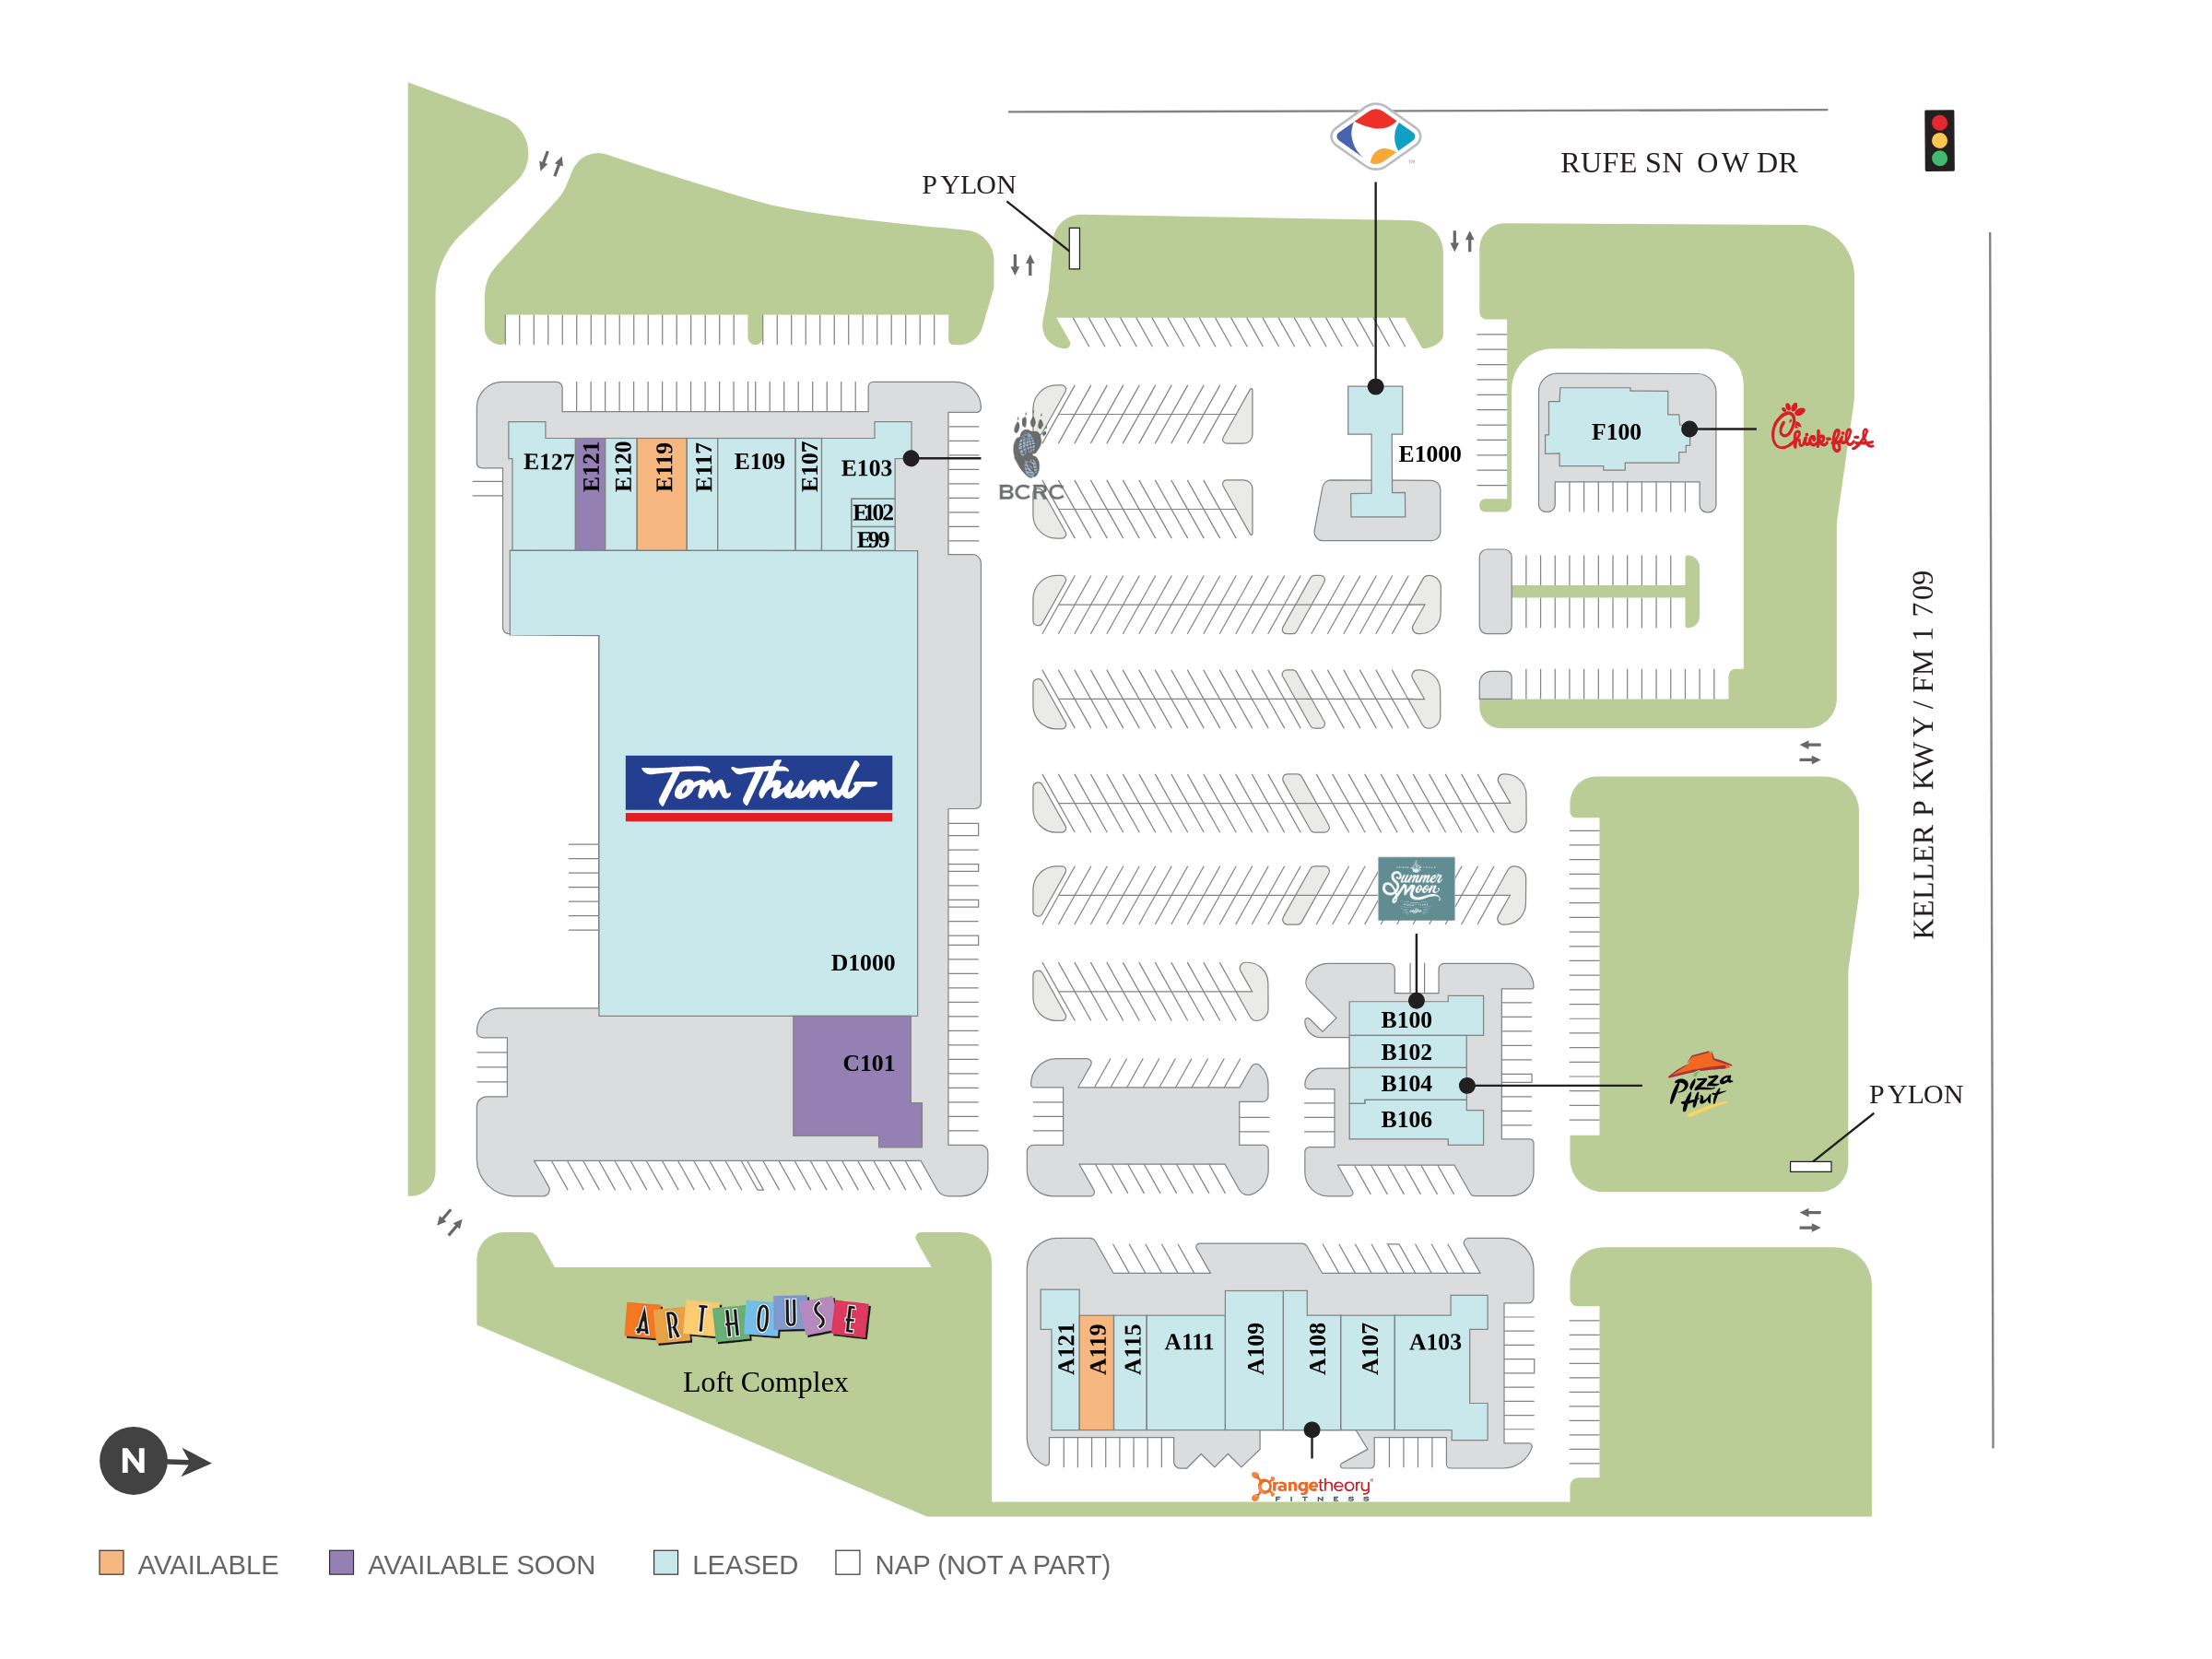 RUFE SN OW DR
PYLON
BCRC
E127
E121
E120
E119
E117
E109
E107
E103
E102
E99
E1000
F100
Chick-fil-A
KELLER P KWY / FM 1 709
Tom Thumb
D1000
C101
Summer
Moon
B100
B102
B104
B106
Pizza
Hut
PYLON
ARTHOUSE
Loft Complex
A121
A119
A115
A111
A109
A108
A107
A103
orangetheory
FITNESS
N
AVAILABLE
AVAILABLE SOON
LEASED
NAP (NOT A PART)